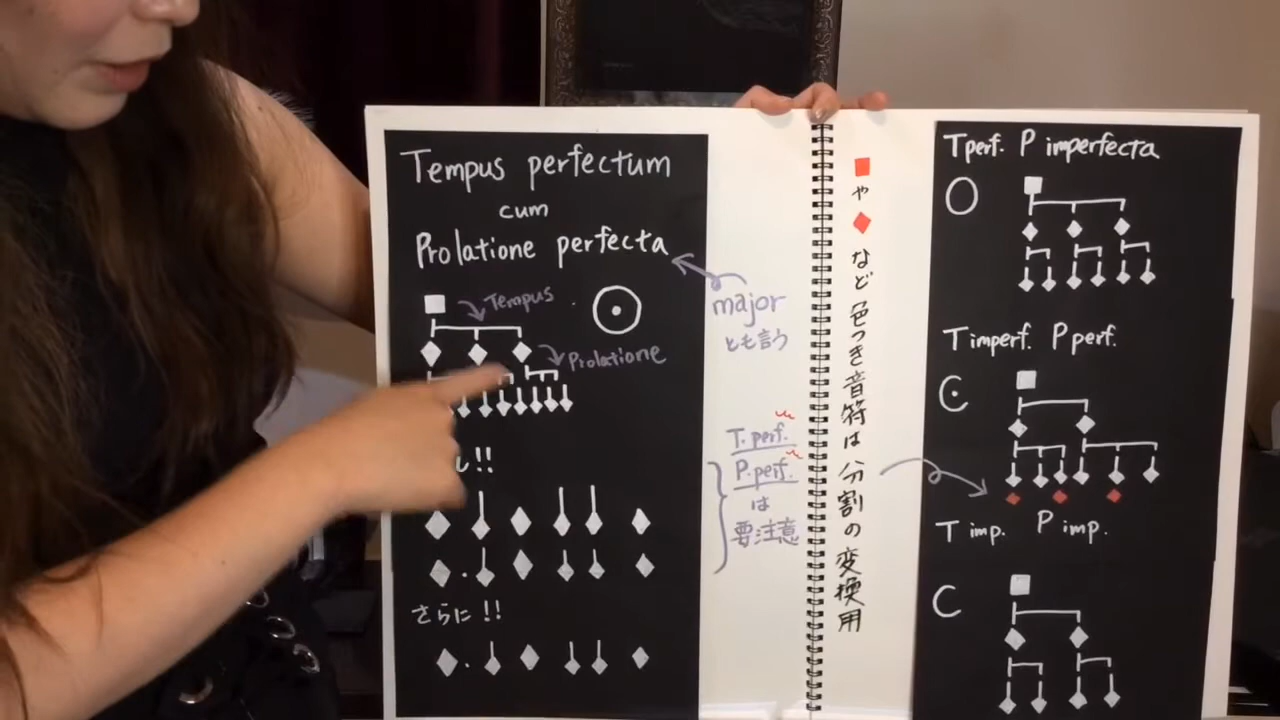 Tempus perfectum
cum
Prolatione perfecta
Tempus
Prolatione
!!
さらに!!
major
とも言う
T. perf.
P. perf.
は
要注意
や
など色つき音符は分割の変換用
Tperf. P imperfecta
T imperf. P perf.
T imp. P imp.